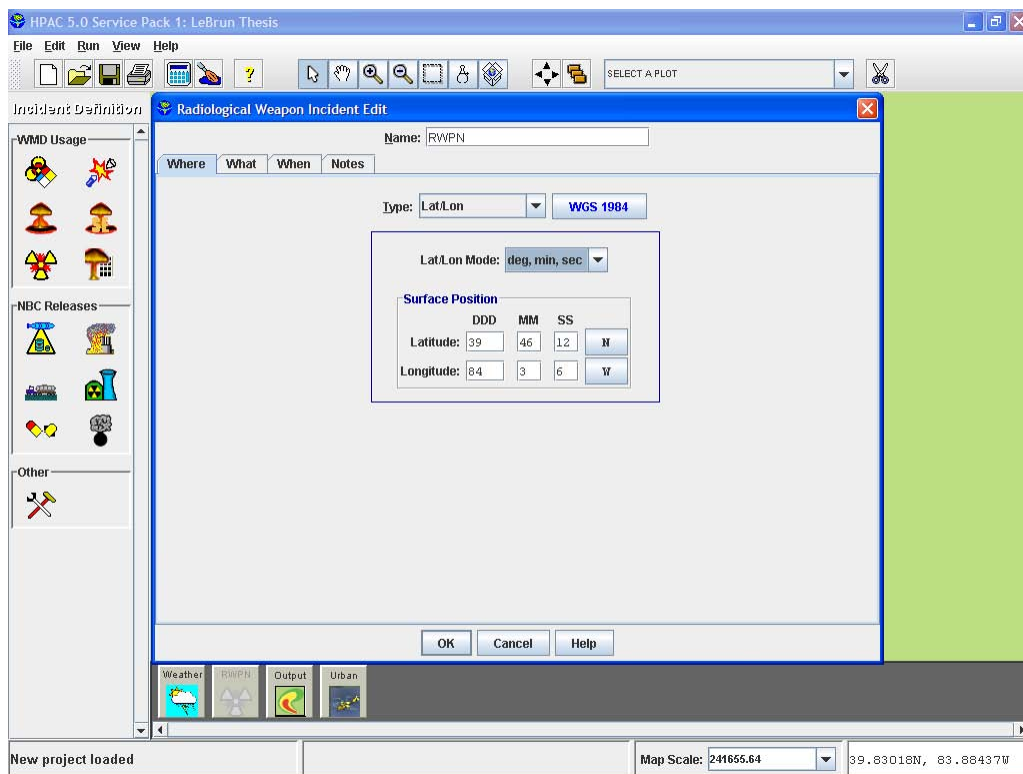 HPAC 5.0 Service Pack 1: LeBrun Thesis
File Edit Run View Help
SELECT A PLOT
Incident Definition
WMD Usage
NBC Releases
Other
Radiological Weapon Incident Edit
Name: RWPN
Where What When Notes
Type: Lat/Lon WGS 1984
Lat/Lon Mode: deg, min, sec
Surface Position
DDD MM SS
Latitude: 39 46 12 N
Longitude: 84 3 6 W
OK Cancel Help
Weather RWPN Output Urban
New project loaded Map Scale: 241655.64 39.83018N, 83.88437W